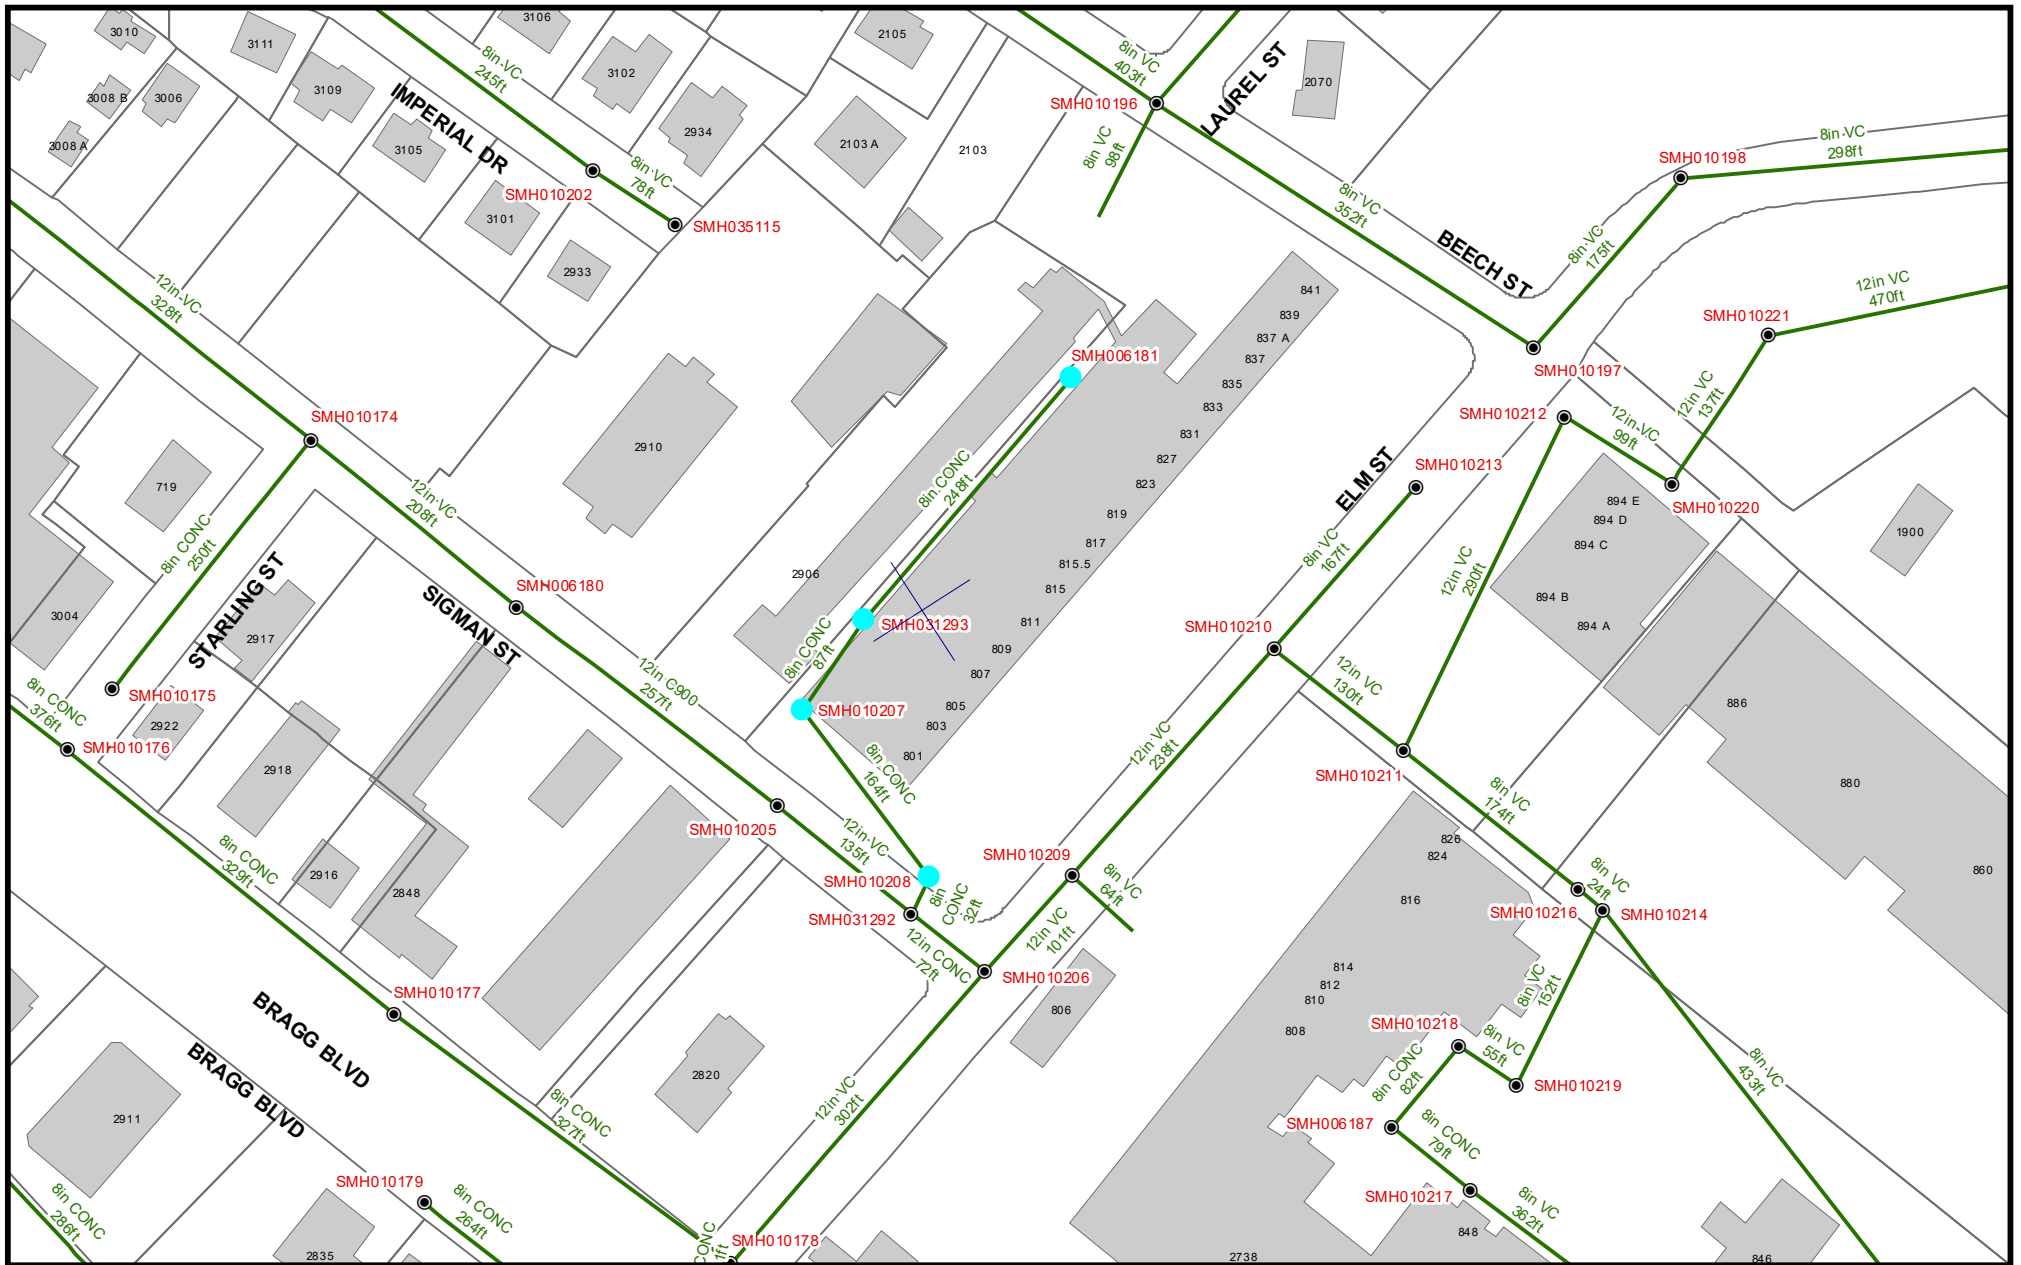 3010
3111
3106
3102
2105
8in VC
245ft
8in VC
403ft
LAUREL ST
2070
3008 B
3006
3109
IMPERIAL DR
SMH010196
3008 A
3105
2934
2103 A
2103
8in VC
98ft
8in VC
298ft
SMH010198
8in VC
78ft
SMH010202
3101
SMH035115
8in VC
352ft
BEECH ST
8in VC
175ft
2933
12in VC
328ft
12in VC
470ft
841
839
837 A
837
835
833
831
827
823
819
817
815.5
815
811
809
807
805
803
801
SMH010221
SMH006181
SMH010197
12in VC
137ft
SMH010174
SMH010212
12in VC
99ft
2910
8in CONC
248ft
ELM ST
SMH010213
719
12in VC
208ft
SMH010220
894 E
894 D
894 C
894 B
894 A
1900
8in CONC
250ft
8in VC
167ft
12in VC
290ft
STARLING ST
SMH006180
2906
3004
SIGMAN ST
2917
SMH031293
SMH010210
8in CONC
87ft
12in C900
257ft
12in VC
130ft
8in CONC
376ft
SMH010175
2922
SMH010207
886
SMH010176
12in VC
238ft
2918
8in CONC
164ft
SMH010211
880
8in VC
174ft
SMH010205
12in VC
135ft
826
824
SMH010209
8in CONC
329ft
2916
2848
SMH010208
8in
CONC
32ft
8in VC
64ft
8in VC
24ft
860
816
SMH031292
SMH010216
SMH010214
12in CONC
72ft
12in VC
101ft
SMH010206
814
812
810
808
8in VC
152ft
SMH010177
BRAGG BLVD
806
SMH010218
8in VC
55ft
BRAGG BLVD
2820
8in CONC
82ft
8in VC
433ft
SMH010219
12in VC
302ft
8in CONC
327ft
2911
SMH006187
8in CONC
79ft
SMH010179
SMH010217
8in CONC
286ft
8in CONC
264ft
8in VC
362ft
SMH010178
CONC
848
2835
2738
846